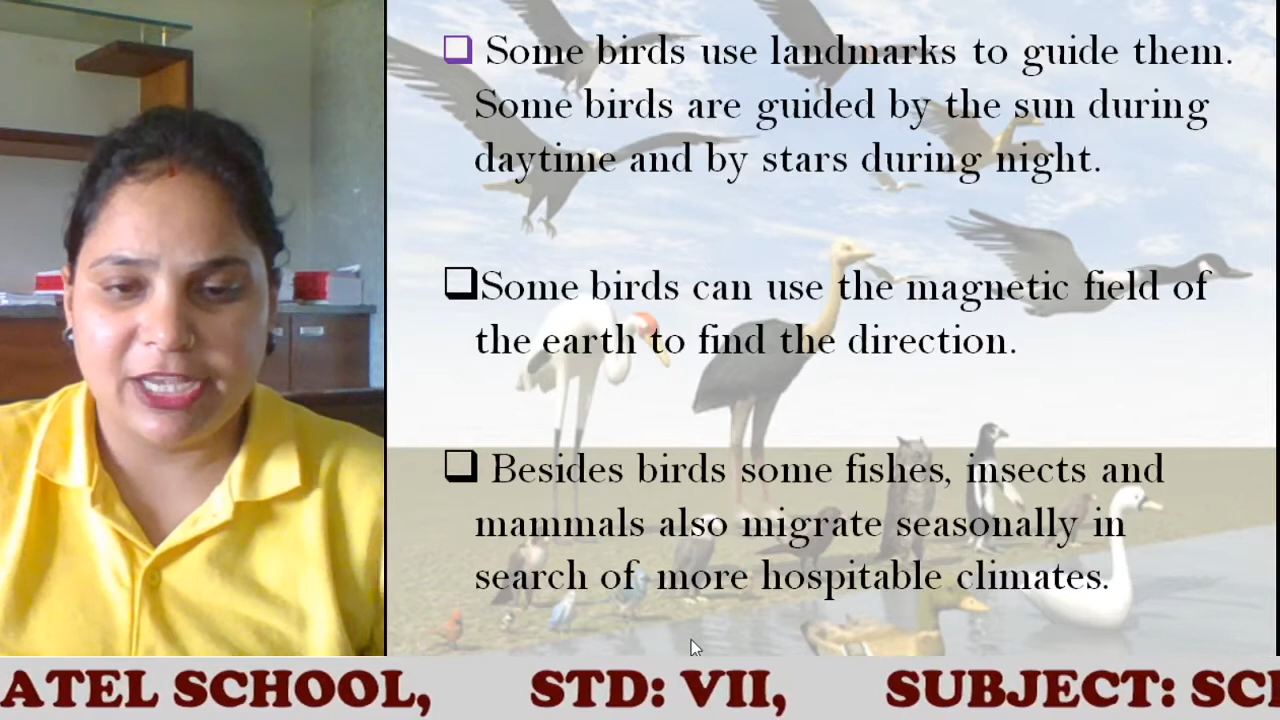 Some birds use landmarks to guide them.
Some birds are guided by the sun during
daytime and by stars during night.
Some birds can use the magnetic field of
the earth to find the direction.
Besides birds some fishes, insects and
mammals also migrate seasonally in
search of more hospitable climates.
ATEL SCHOOL, STD: VII, SUBJECT: SCI